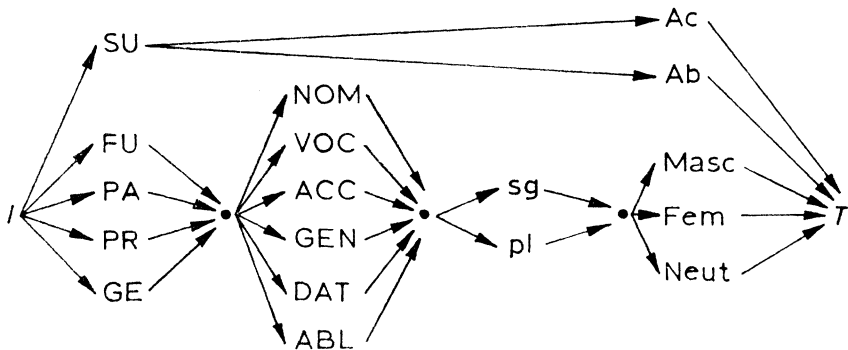 I
SU
FU
PA
PR
GE
NOM
VOC
ACC
GEN
DAT
ABL
sg
pl
Ac
Ab
Masc
Fem
Neut
T